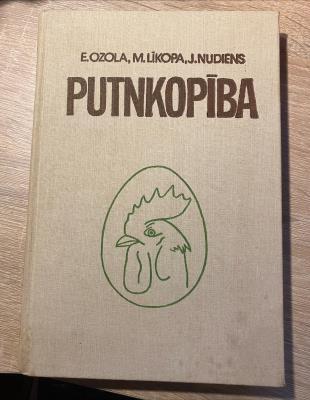 E. OZOLA, M. LĪKOPA, J. NUDIENS
PUTNKOPĪBA